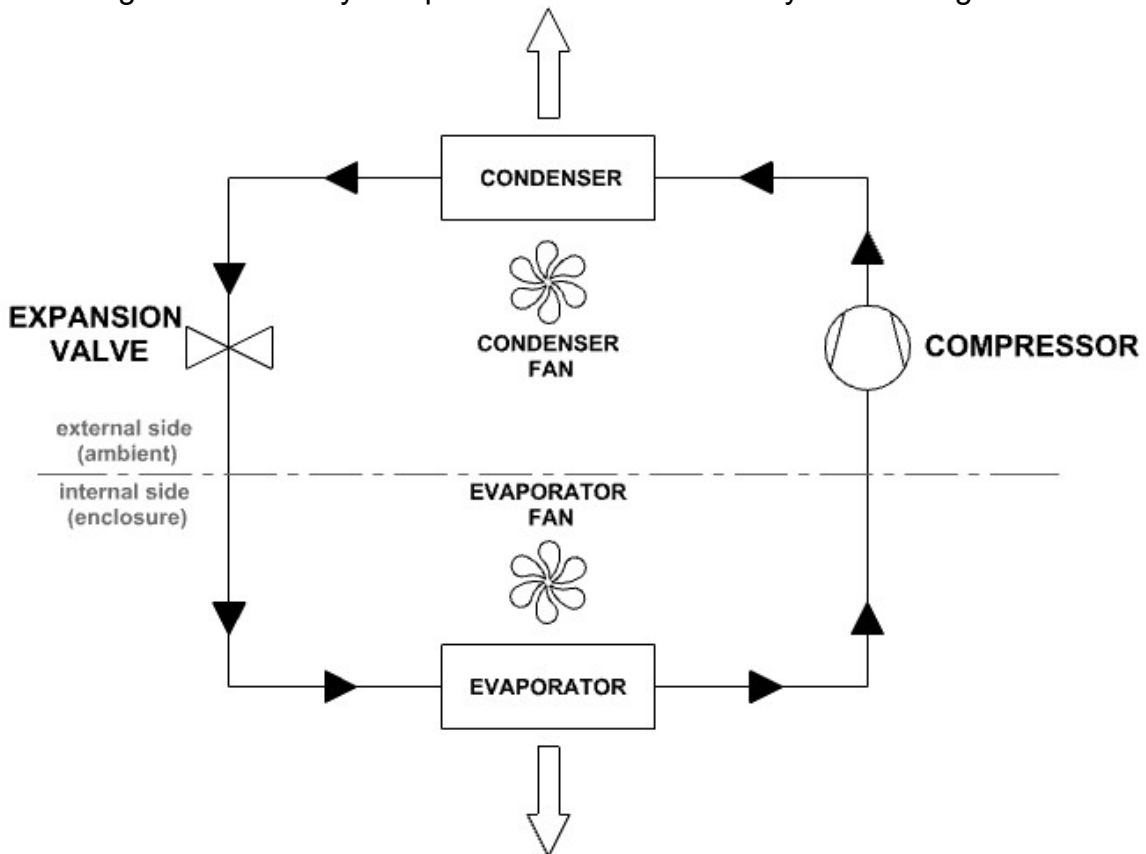 CONDENSER
EXPANSION
VALVE
CONDENSER
FAN
COMPRESSOR
external side
(ambient)
internal side
(enclosure)
EVAPORATOR
FAN
EVAPORATOR